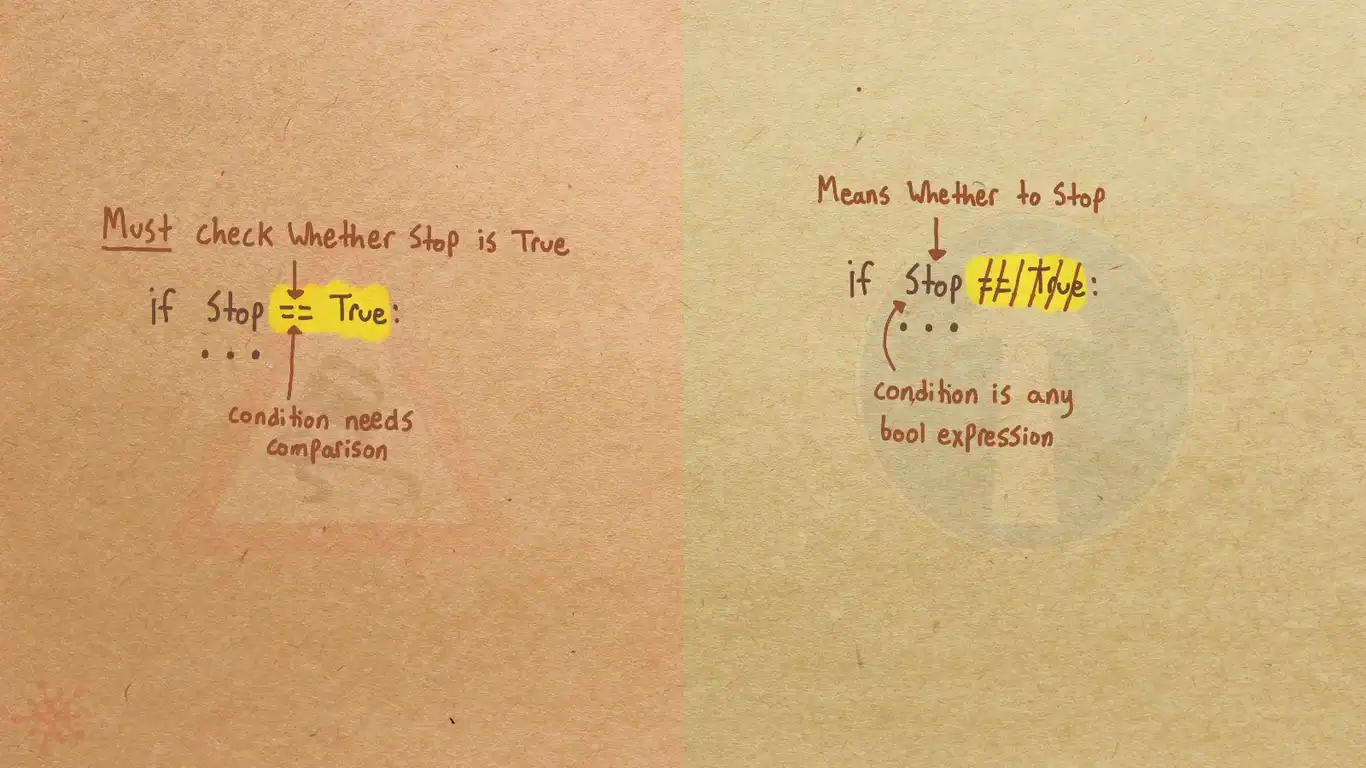 Must check whether Stop is True
if Stop == True:
...
condition needs
comparison
Means whether to Stop
if Stop == True:
...
condition is any
bool expression